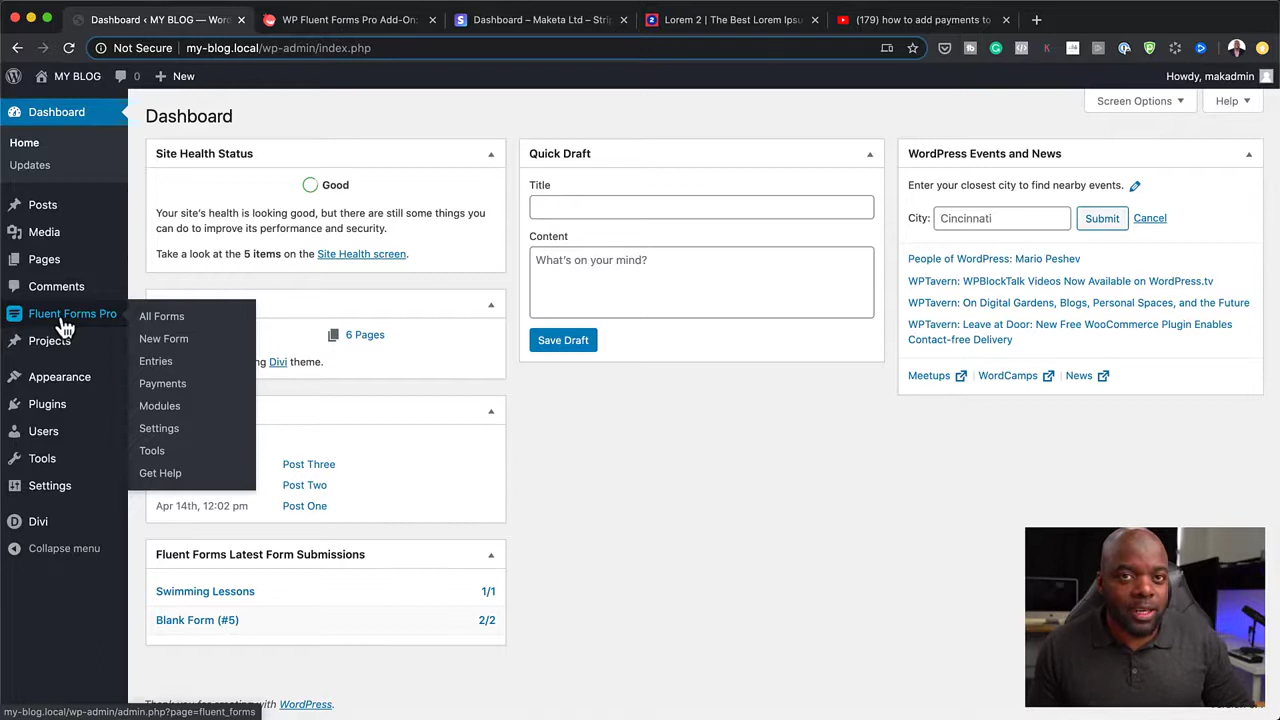 Dashboard ‹ MY BLOG — Word
WP Fluent Forms Pro Add-On:
Dashboard – Maketa Ltd – Strip
Lorem 2 | The Best Lorem Ipsu
(179) how to add payments to
Not Secure | my-blog.local/wp-admin/index.php
MY BLOG 0 New Howdy, makadmin
Dashboard
Home
Updates
Posts
Media
Pages
Comments
Fluent Forms Pro
Projects
Appearance
Plugins
Users
Tools
Settings
Divi
Collapse menu
All Forms
New Form
Entries
Payments
Modules
Settings
Tools
Get Help
Screen Options
Help
Dashboard
Site Health Status
Good
Your site's health is looking good, but there are still some things you
can do to improve its performance and security.
Take a look at the 5 items on the Site Health screen.
6 Pages
ng Divi theme.
Post Three
Post Two
Apr 14th, 12:02 pm Post One
Fluent Forms Latest Form Submissions
Swimming Lessons 1/1
Blank Form (#5) 2/2
Quick Draft
Title
Content
What's on your mind?
Save Draft
WordPress Events and News
Enter your closest city to find nearby events.
City: Cincinnati Submit Cancel
People of WordPress: Mario Peshev
WPTavern: WPBlockTalk Videos Now Available on WordPress.tv
WPTavern: On Digital Gardens, Blogs, Personal Spaces, and the Future
WPTavern: Leave at Door: New Free WooCommerce Plugin Enables
Contact-free Delivery
Meetups WordCamps News
Thank you for creating with WordPress.
my-blog.local/wp-admin/admin.php?page=fluent_forms